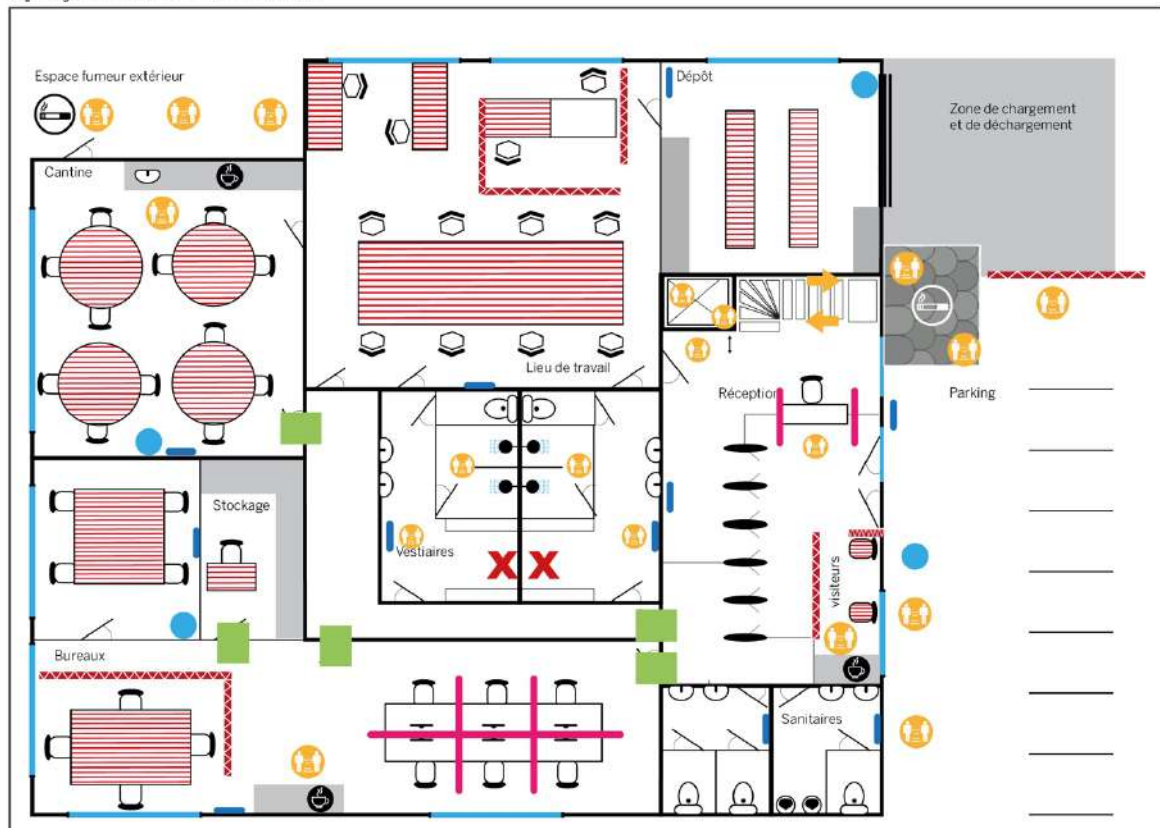 Espace fumeur extérieur
Dépôt
Zone de chargement
et de déchargement
Cantine
Lieu de travail
Réception
Parking
Stockage
Vestiaires
visiteurs
Bureaux
Sanitaires